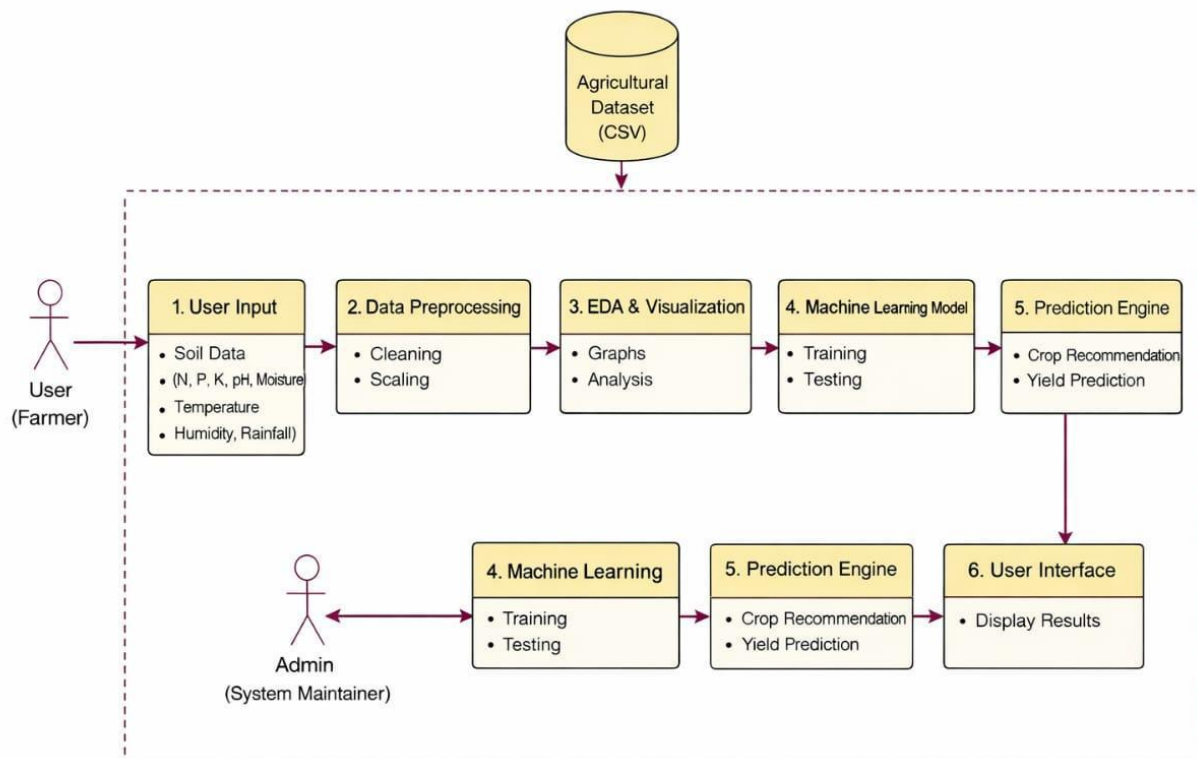 Agricultural
Dataset
(CSV)
User
(Farmer)
1. User Input
• Soil Data
• (N, P, K, pH, Moisture
• Temperature
• Humidity, Rainfall)
2. Data Preprocessing
• Cleaning
• Scaling
3. EDA & Visualization
• Graphs
• Analysis
4. Machine Learning Model
• Training
• Testing
5. Prediction Engine
• Crop Recommendation
• Yield Prediction
Admin
(System Maintainer)
4. Machine Learning
• Training
• Testing
5. Prediction Engine
• Crop Recommendation
• Yield Prediction
6. User Interface
• Display Results